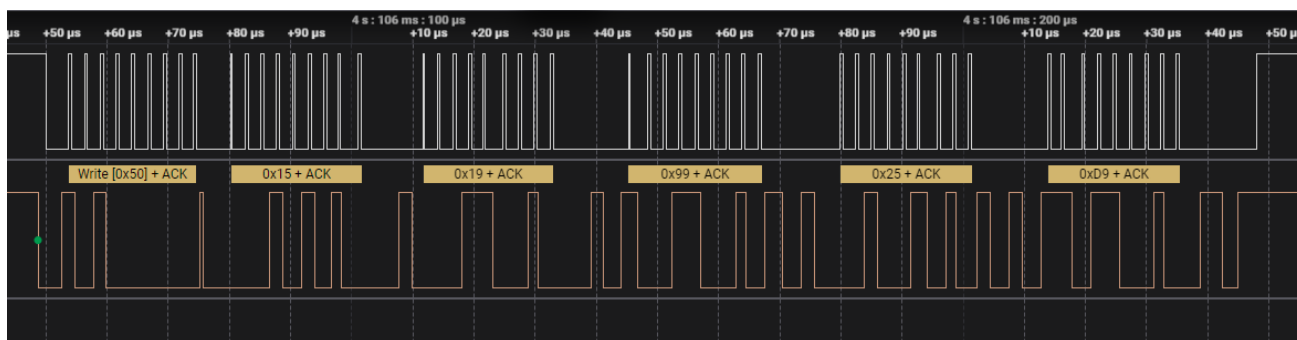 4 s : 106 ms : 100 µs 4 s : 106 ms : 200 µs
µs +50 µs +60 µs +70 µs +80 µs +90 µs +10 µs +20 µs +30 µs +40 µs +50 µs +60 µs +70 µs +80 µs +90 µs +10 µs +20 µs +30 µs +40 µs +50 µ
Write [0x50] + ACK 0x15 + ACK 0x19 + ACK 0x99 + ACK 0x25 + ACK 0xD9 + ACK